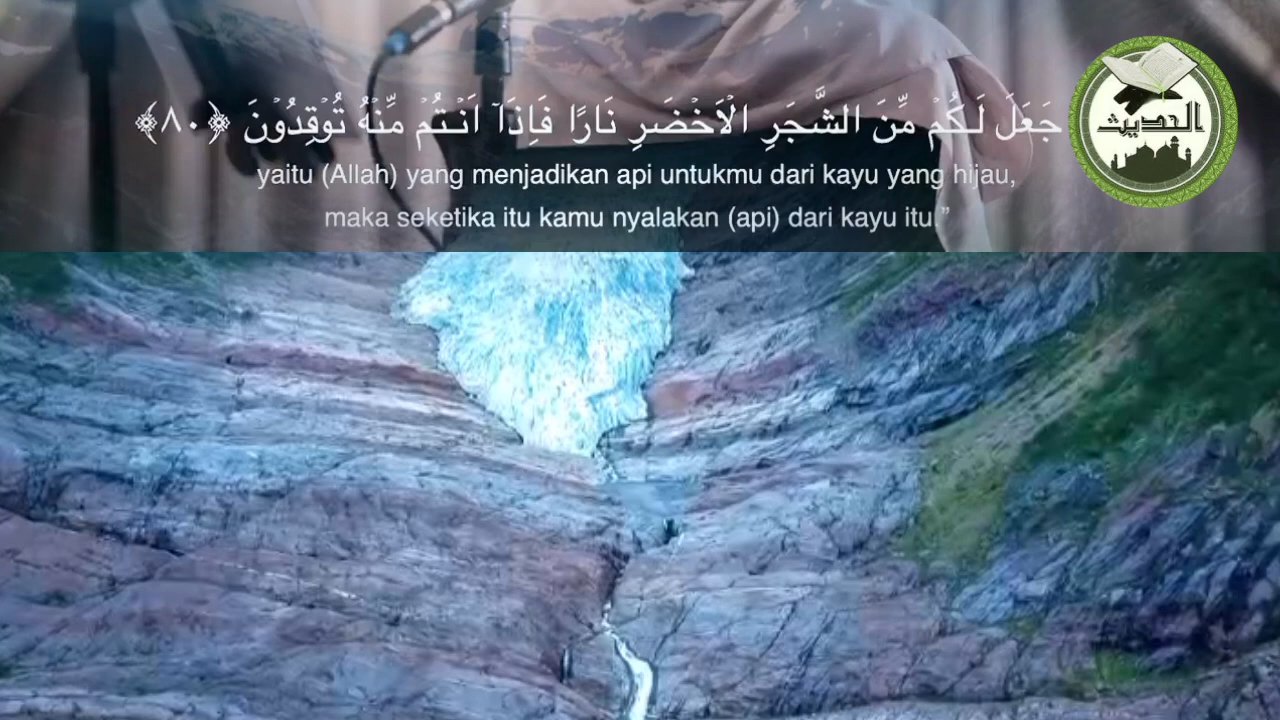 جَعَلَ لَكُمْ مِّنَ الشَّجَرِ الْاَخْضَرِ نَارًا فَاِذَآ اَنْتُمْ مِّنْهُ تُوْقِدُوْنَ ﴿٨٠﴾
yaitu (Allah) yang menjadikan api untukmu dari kayu yang hijau,
maka seketika itu kamu nyalakan (api) dari kayu itu.”
الحديث